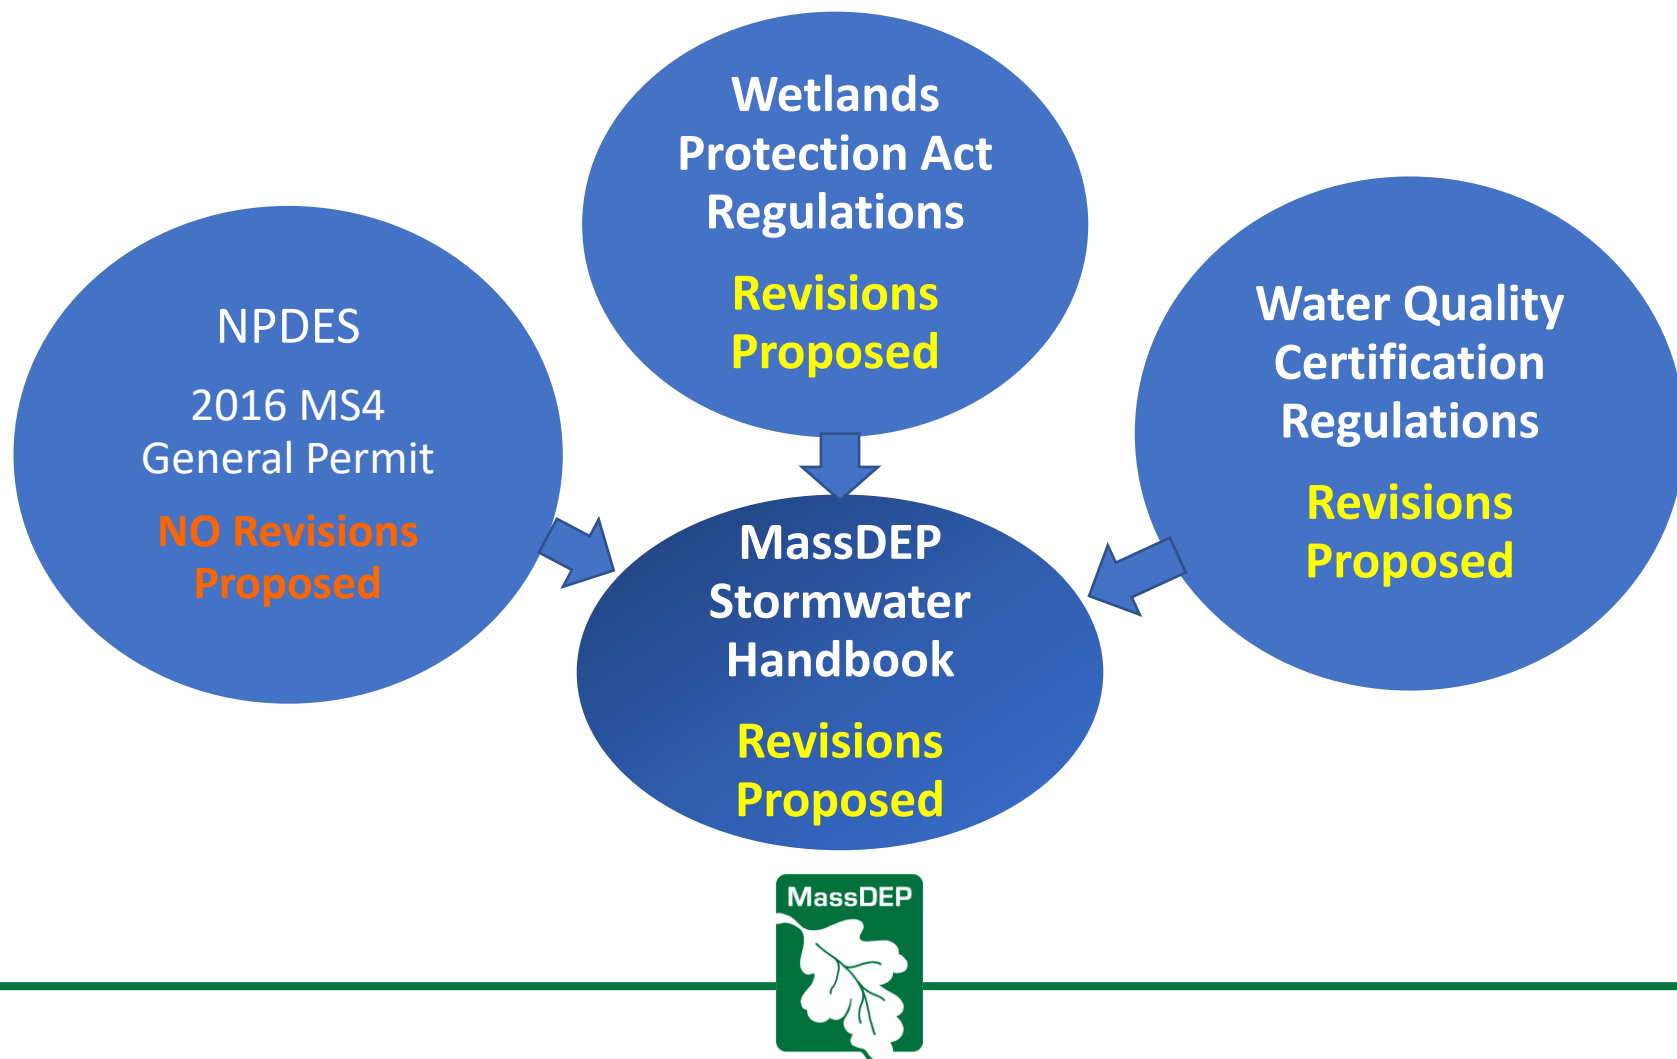 Wetlands
Protection Act
Regulations
Revisions
Proposed
NPDES
2016 MS4
General Permit
NO Revisions
Proposed
Water Quality
Certification
Regulations
Revisions
Proposed
MassDEP
Stormwater
Handbook
Revisions
Proposed
MassDEP